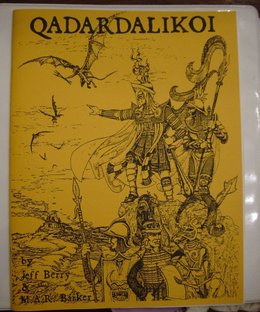 QADARDALIKOI
by
Jeff Berry
&
M.A.R. Barker